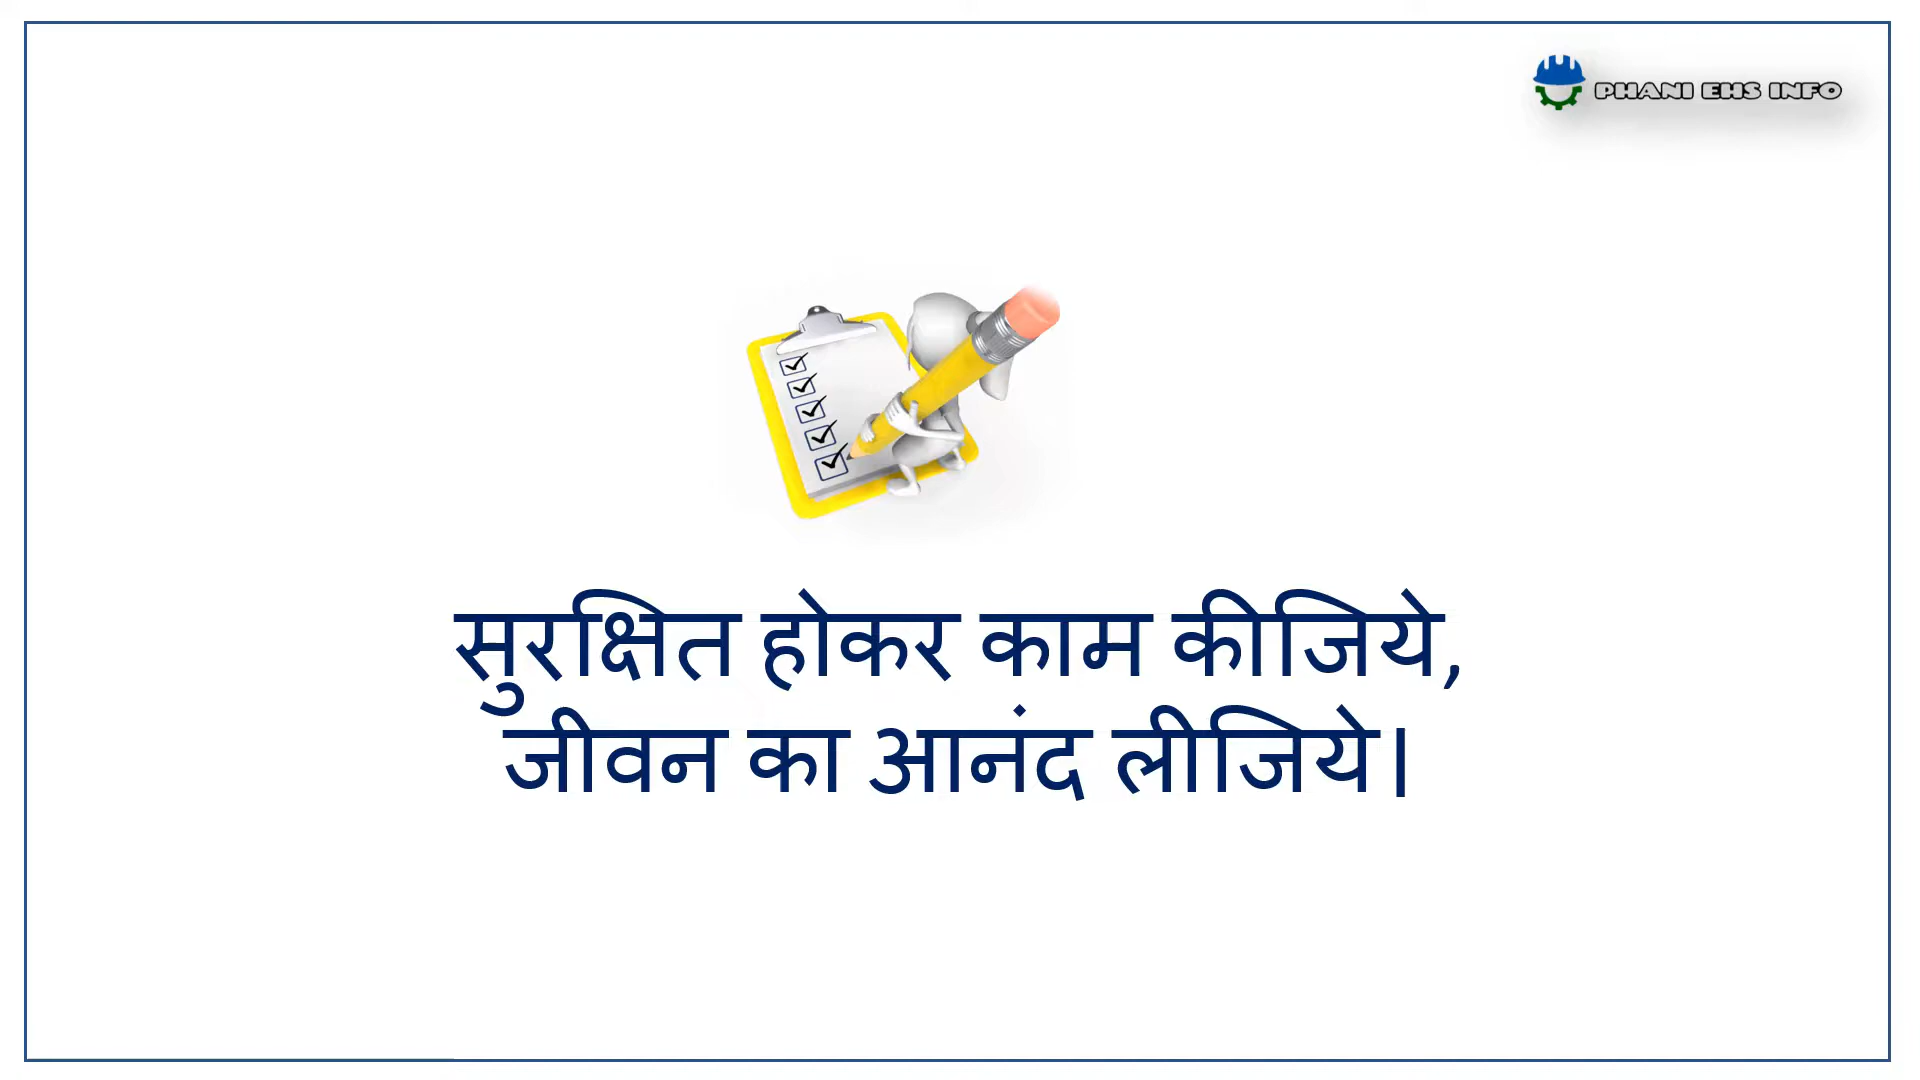 PHANI EHS INFO
सुरक्षित होकर काम कीजिये,
जीवन का आनंद लीजिये।